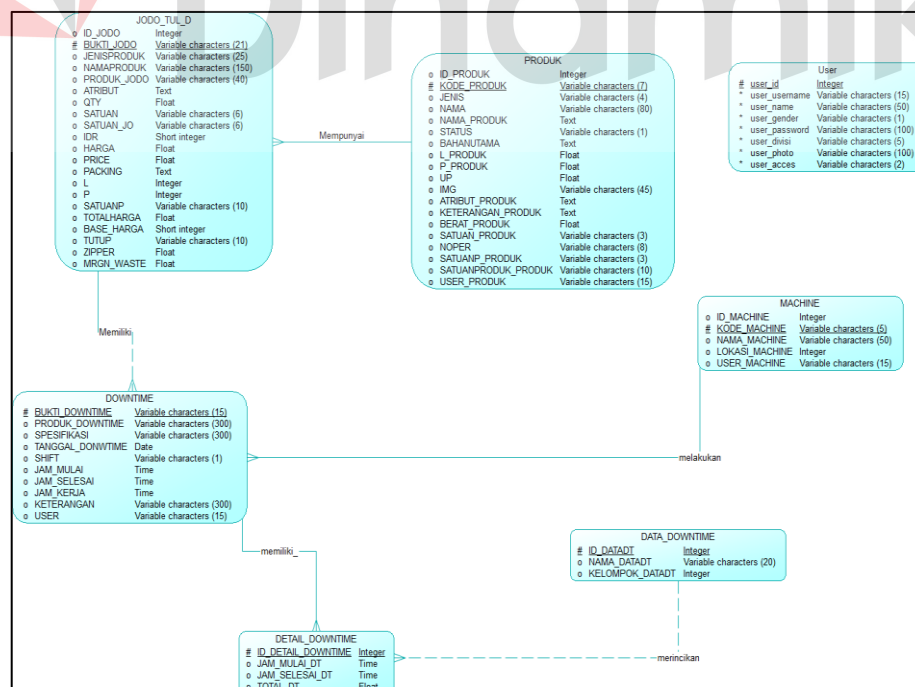 Dinamik
JODO_TUL_D
o ID_JODO Integer
# BUKTI_JODO Variable characters (21)
o JENISPRODUK Variable characters (25)
o NAMAPRODUK Variable characters (150)
o PRODUK_JODO Variable characters (40)
o ATRIBUT Text
o QTY Float
o SATUAN Variable characters (6)
o SATUAN_JO Variable characters (6)
o IDR Short integer
o HARGA Float
o PRICE Float
o PACKING Text
o L Integer
o P Integer
o SATUANP Variable characters (10)
o TOTALHARGA Float
o BASE_HARGA Short integer
o TUTUP Variable characters (10)
o ZIPPER Float
o MRGN_WASTE Float
Mempunyai
PRODUK
o ID_PRODUK Integer
# KODE_PRODUK Variable characters (7)
o JENIS Variable characters (4)
o NAMA Variable characters (80)
o NAMA_PRODUK Text
o STATUS Variable characters (1)
o BAHANUTAMA Text
o L_PRODUK Float
o P_PRODUK Float
o UP Float
o IMG Variable characters (45)
o ATRIBUT_PRODUK Text
o KETERANGAN_PRODUK Text
o BERAT_PRODUK Float
o SATUAN_PRODUK Variable characters (3)
o NOPER Variable characters (8)
o SATUANP_PRODUK Variable characters (3)
o SATUANPRODUK_PRODUK Variable characters (10)
o USER_PRODUK Variable characters (15)
User
# user_id Integer
* user_username Variable characters (15)
* user_name Variable characters (50)
* user_gender Variable characters (1)
* user_password Variable characters (100)
* user_divisi Variable characters (5)
* user_photo Variable characters (100)
* user_acces Variable characters (2)
MACHINE
o ID_MACHINE Integer
# KODE_MACHINE Variable characters (5)
o NAMA_MACHINE Variable characters (50)
o LOKASI_MACHINE Integer
o USER_MACHINE Variable characters (15)
Memiliki
DOWNTIME
# BUKTI_DOWNTIME Variable characters (15)
o PRODUK_DOWNTIME Variable characters (300)
o SPESIFIKASI Variable characters (300)
o TANGGAL_DONWTIME Date
o SHIFT Variable characters (1)
o JAM_MULAI Time
o JAM_SELESAI Time
o JAM_KERJA Time
o KETERANGAN Variable characters (300)
o USER Variable characters (15)
melakukan
memiliki_
DATA_DOWNTIME
# ID_DATADT Integer
o NAMA_DATADT Variable characters (20)
o KELOMPOK_DATADT Integer
DETAIL_DOWNTIME
# ID_DETAIL_DOWNTIME Integer
o JAM_MULAI_DT Time
o JAM_SELESAI_DT Time
o TOTAL_DT Float
merincikan